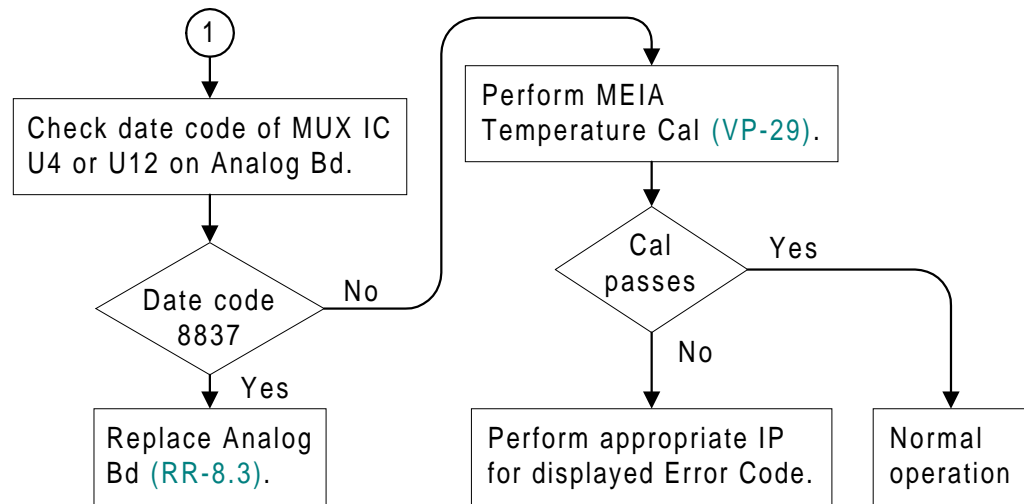 1
Check date code of MUX IC
U4 or U12 on Analog Bd.
Date code
8837
No
Yes
Replace Analog
Bd (RR-8.3).
Perform MEIA
Temperature Cal (VP-29).
Cal
passes
Yes
No
Perform appropriate IP
for displayed Error Code.
Normal
operation